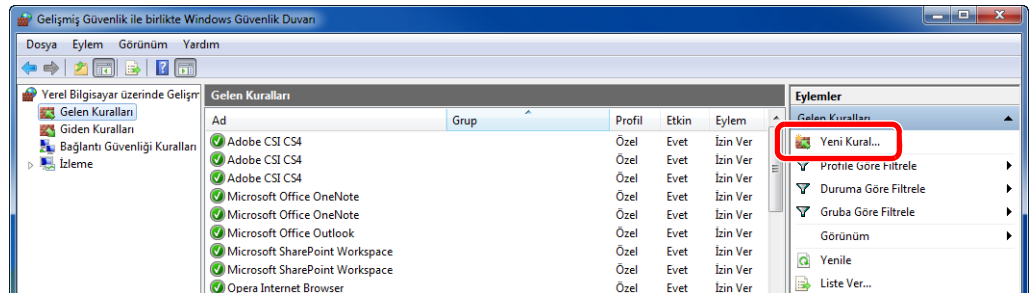 Gelişmiş Güvenlik ile birlikte Windows Güvenlik Duvarı
Dosya Eylem Görünüm Yardım
Yerel Bilgisayar üzerinde Gelişm
Gelen Kuralları
Giden Kuralları
Bağlantı Güvenliği Kuralları
İzleme
Gelen Kuralları
Ad Grup Profil Etkin Eylem
Adobe CSI CS4 Özel Evet İzin Ver
Adobe CSI CS4 Özel Evet İzin Ver
Adobe CSI CS4 Özel Evet İzin Ver
Microsoft Office OneNote Özel Evet İzin Ver
Microsoft Office OneNote Özel Evet İzin Ver
Microsoft Office Outlook Özel Evet İzin Ver
Microsoft SharePoint Workspace Özel Evet İzin Ver
Microsoft SharePoint Workspace Özel Evet İzin Ver
Opera Internet Browser Özel Evet İzin Ver
Eylemler
Gelen Kuralları
Yeni Kural...
Profile Göre Filtrele
Duruma Göre Filtrele
Gruba Göre Filtrele
Görünüm
Yenile
Liste Ver...